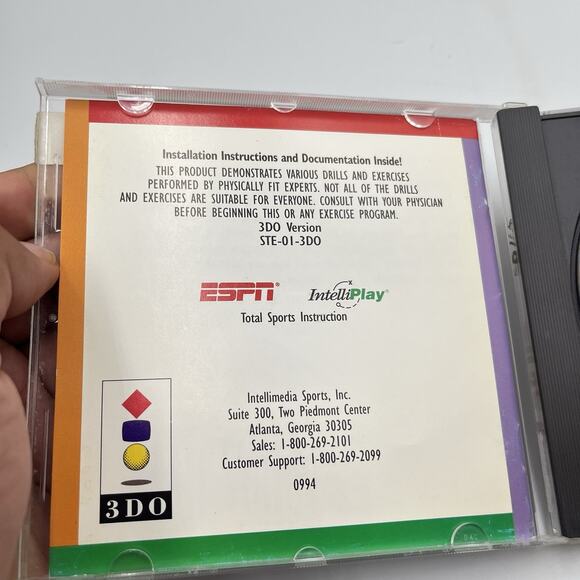 Installation Instructions and Documentation Inside!
THIS PRODUCT DEMONSTRATES VARIOUS DRILLS AND EXERCISES
PERFORMED BY PHYSICALLY FIT EXPERTS. NOT ALL OF THE DRILLS
AND EXERCISES ARE SUITABLE FOR EVERYONE. CONSULT WITH YOUR PHYSICIAN
BEFORE BEGINNING THIS OR ANY EXERCISE PROGRAM.
3DO Version
STE-01-3DO
ESPN® IntelliPlay®
Total Sports Instruction
Intellimedia Sports, Inc.
Suite 300, Two Piedmont Center
Atlanta, Georgia 30305
Sales: 1-800-269-2101
Customer Support: 1-800-269-2099
0994
3DO